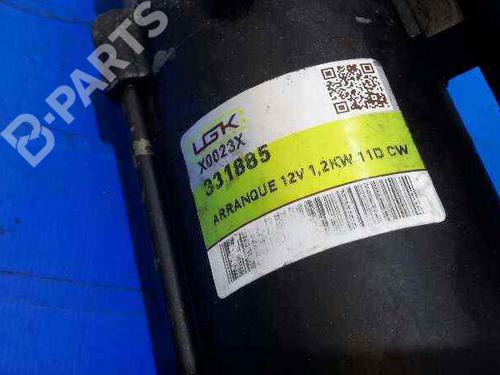 B-PARTS
LGK
X0023X
331885
ARRANQUE 12V 1,2KW 11D CW